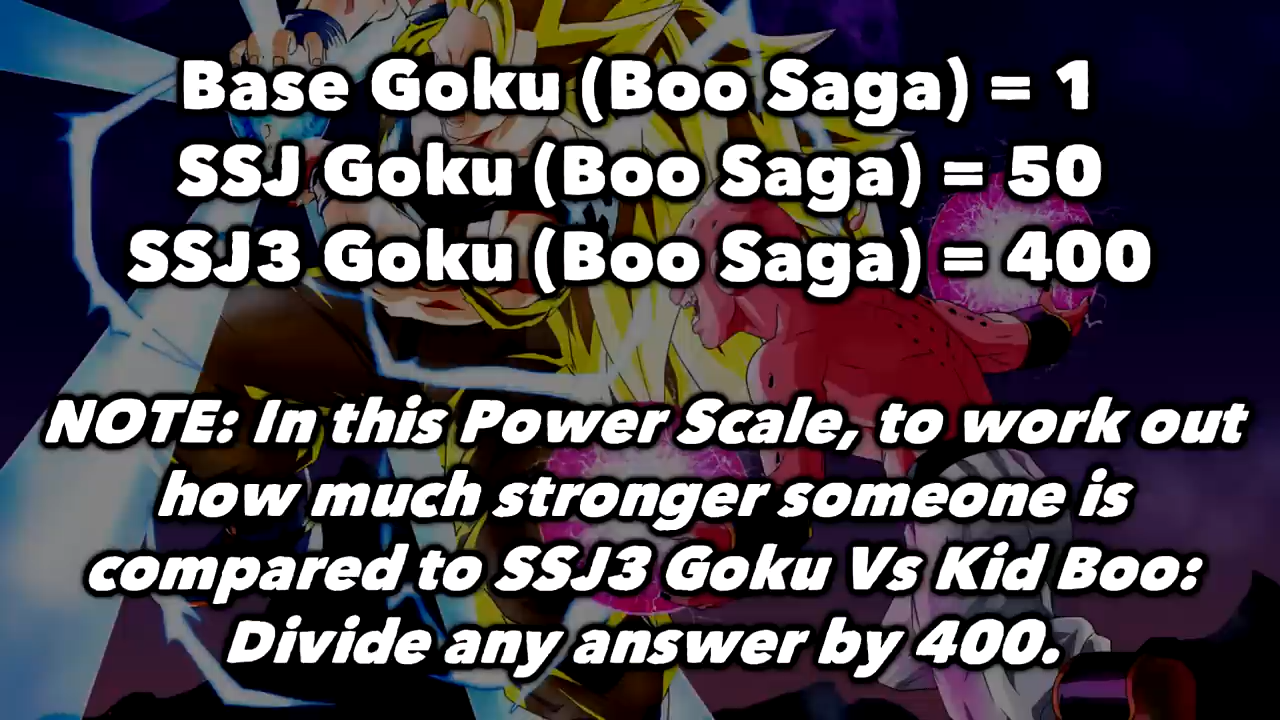 Base Goku (Boo Saga) = 1
SSJ Goku (Boo Saga) = 50
SSJ3 Goku (Boo Saga) = 400
NOTE: In this Power Scale, to work out
how much stronger someone is
compared to SSJ3 Goku Vs Kid Boo:
Divide any answer by 400.